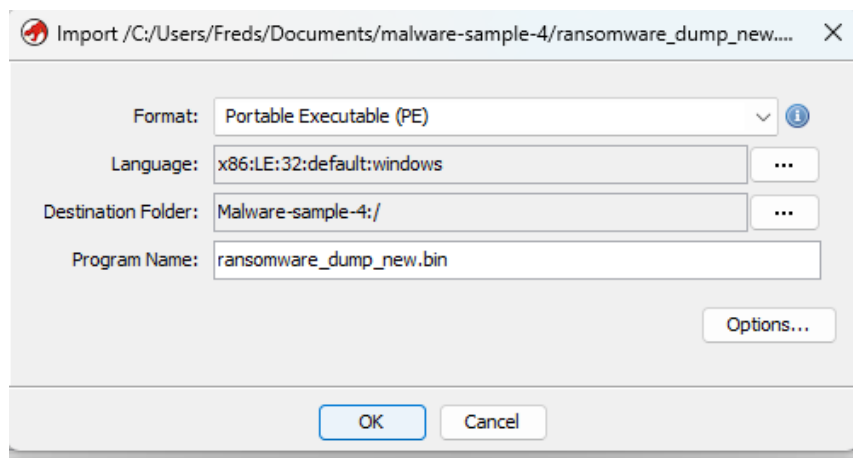 Import /C:/Users/Freds/Documents/malware-sample-4/ransomware_dump_new....
Format: Portable Executable (PE)
Language: x86:LE:32:default:windows ...
Destination Folder: Malware-sample-4:/ ...
Program Name: ransomware_dump_new.bin
Options...
OK Cancel